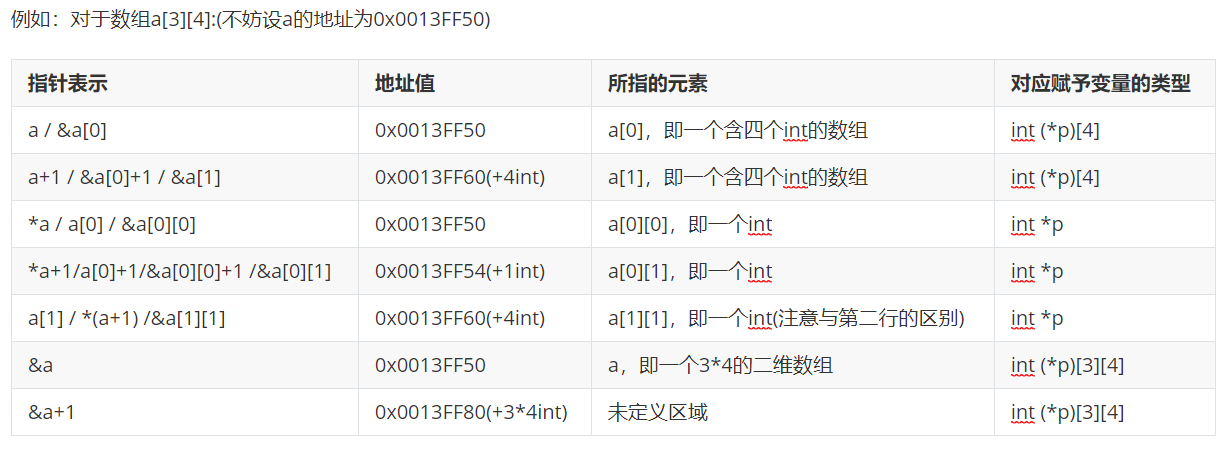 例如：对于数组a[3][4]:(不妨设a的地址为0x0013FF50)
指针表示 地址值 所指的元素 对应赋予变量的类型
a / &a[0] 0x0013FF50 a[0]，即一个含四个int的数组 int (*p)[4]
a+1 / &a[0]+1 / &a[1] 0x0013FF60(+4int) a[1]，即一个含四个int的数组 int (*p)[4]
*a / a[0] / &a[0][0] 0x0013FF50 a[0][0]，即一个int int *p
*a+1/a[0]+1/&a[0][0]+1 /&a[0][1] 0x0013FF54(+1int) a[0][1]，即一个int int *p
a[1] / *(a+1) /&a[1][1] 0x0013FF60(+4int) a[1][1]，即一个int(注意与第二行的区别) int *p
&a 0x0013FF50 a，即一个3*4的二维数组 int (*p)[3][4]
&a+1 0x0013FF80(+3*4int) 未定义区域 int (*p)[3][4]